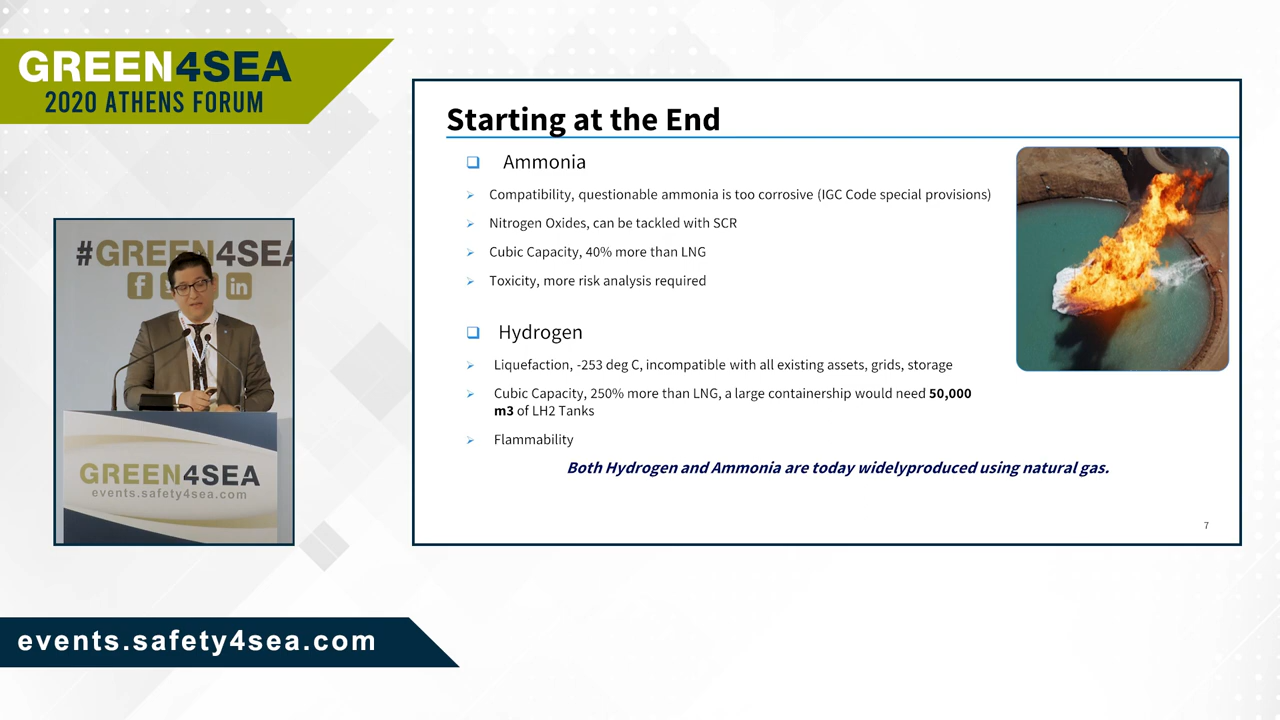 GREEN4SEA
2020 ATHENS FORUM
#GREEN4SEA
f
in
GREEN4SEA
events.safety4sea.com
Starting at the End
Ammonia
Compatibility, questionable ammonia is too corrosive (IGC Code special provisions)
Nitrogen Oxides, can be tackled with SCR
Cubic Capacity, 40% more than LNG
Toxicity, more risk analysis required
Hydrogen
Liquefaction, -253 deg C, incompatible with all existing assets, grids, storage
Cubic Capacity, 250% more than LNG, a large containership would need 50,000
m3 of LH2 Tanks
Flammability
Both Hydrogen and Ammonia are today widelyproduced using natural gas.
7
events.safety4sea.com